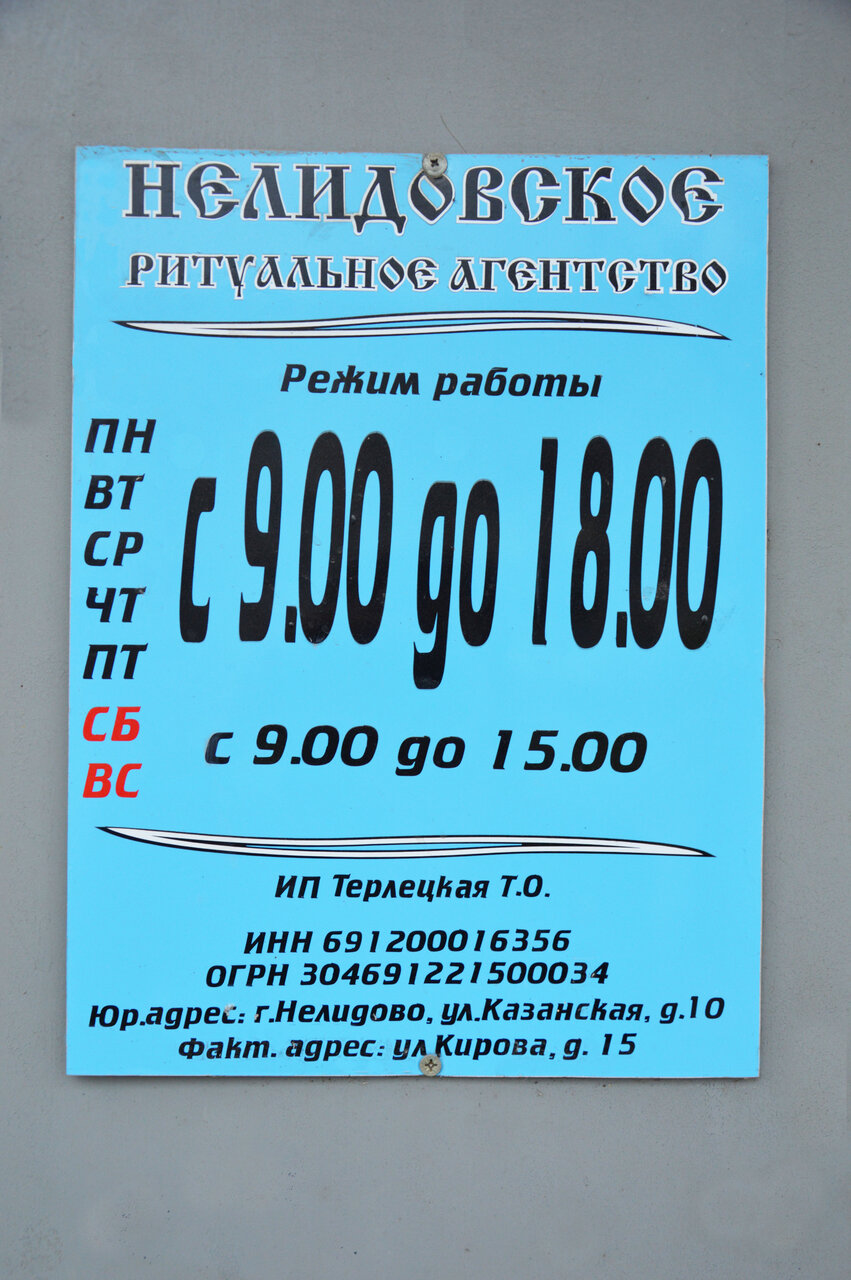 НЕЛИДОВСКОЕ
РИТУАЛЬНОЕ АГЕНТСТВО
Режим работы
ПН
ВТ
СР
ЧТ
ПТ
с 9.00 до 18.00
СБ
ВС
с 9.00 до 15.00
ИП Терлецкая Т.О.
ИНН 691200016356
ОГРН 304691221500034
Юр.адрес: г.Нелидово, ул.Казанская, д.10
Факт. адрес: ул Кирова, д. 15